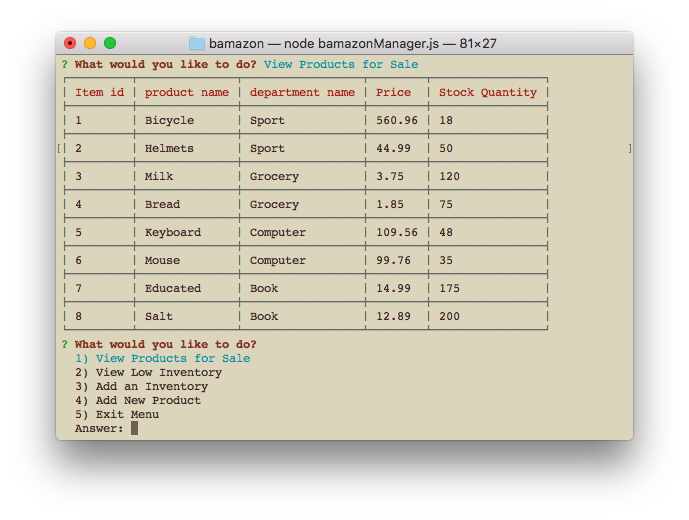 bamazon — node bamazonManager.js — 81×27
? What would you like to do? View Products for Sale
Item id product name department name Price Stock Quantity
1 Bicycle Sport 560.96 18
2 Helmets Sport 44.99 50
3 Milk Grocery 3.75 120
4 Bread Grocery 1.85 75
5 Keyboard Computer 109.56 48
6 Mouse Computer 99.76 35
7 Educated Book 14.99 175
8 Salt Book 12.89 200
? What would you like to do?
1) View Products for Sale
2) View Low Inventory
3) Add an Inventory
4) Add New Product
5) Exit Menu
Answer: